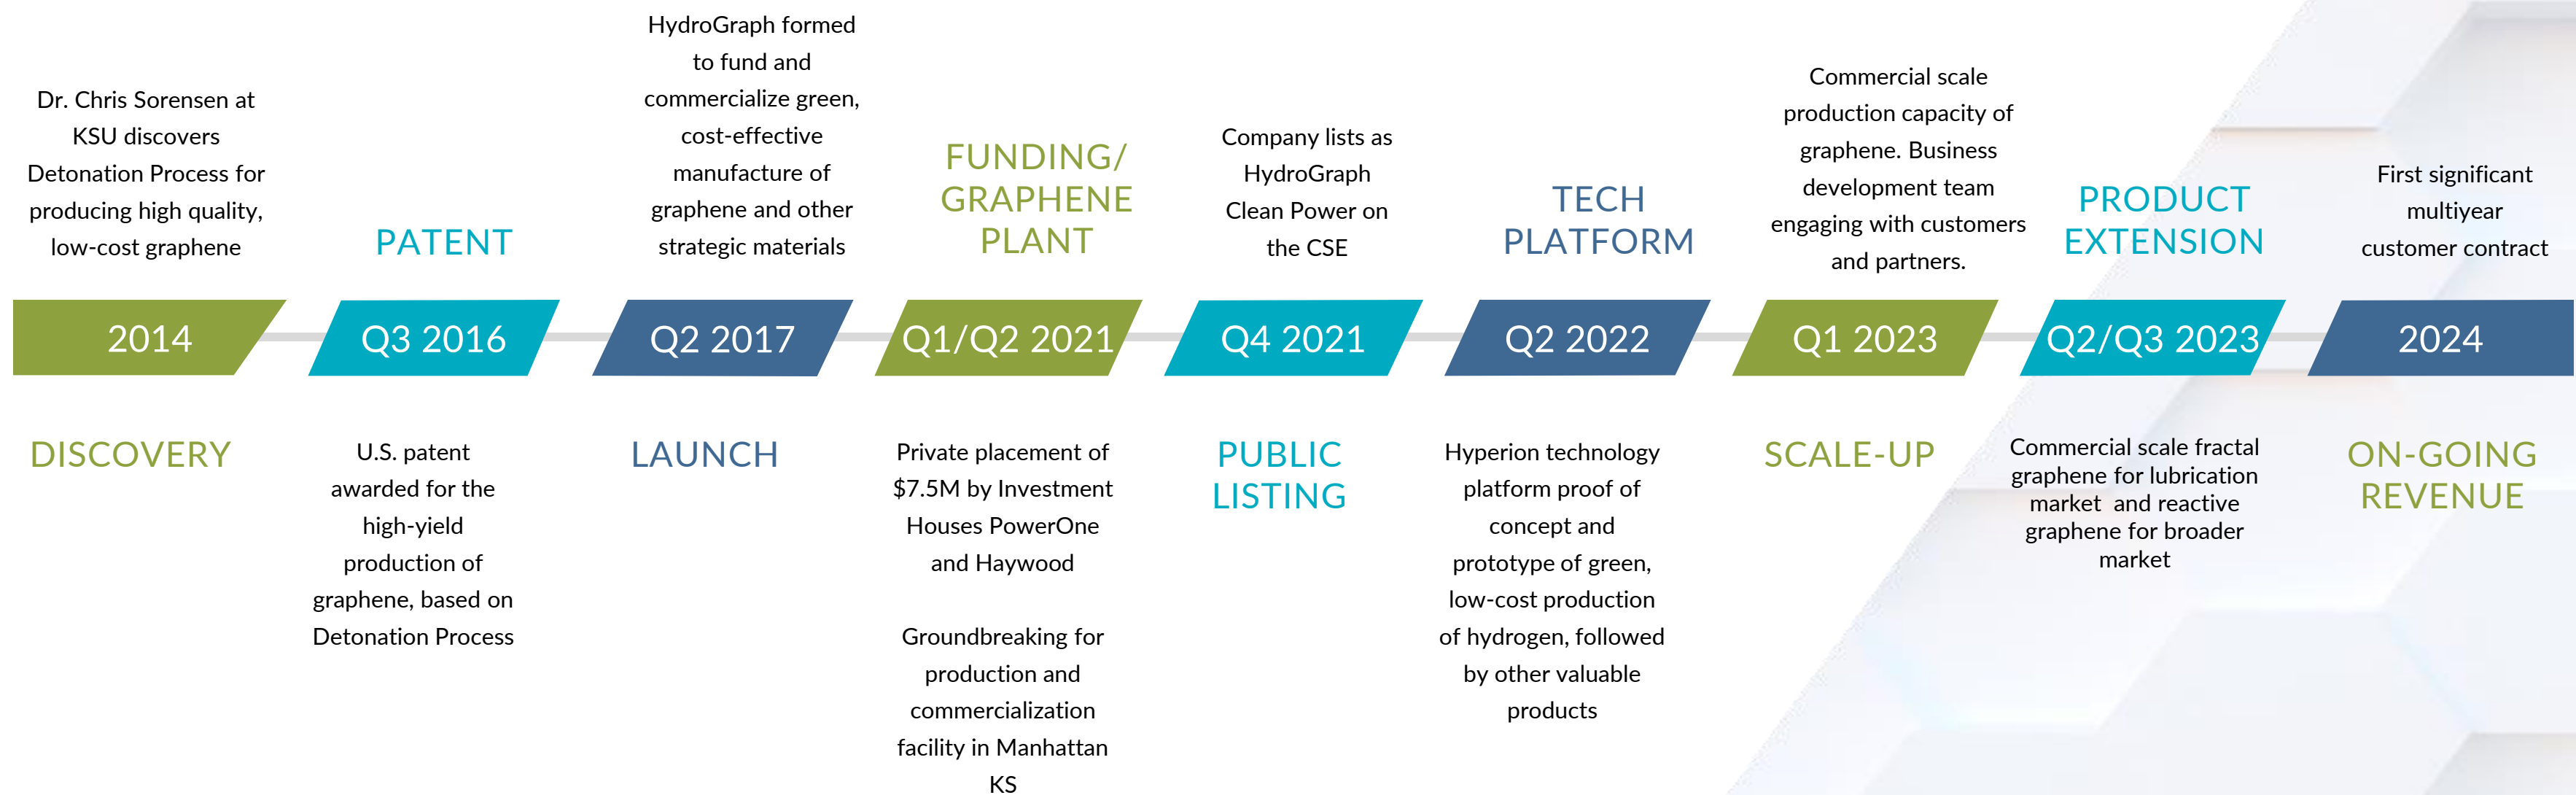 Dr. Chris Sorensen at
KSU discovers
Detonation Process for
producing high quality,
low-cost graphene
2014
DISCOVERY
PATENT
Q3 2016
U.S. patent
awarded for the
high-yield
production of
graphene, based on
Detonation Process
HydroGraph formed
to fund and
commercialize green,
cost-effective
manufacture of
graphene and other
strategic materials
Q2 2017
LAUNCH
FUNDING/
GRAPHENE
PLANT
Q1/Q2 2021
Private placement of
$7.5M by Investment
Houses PowerOne
and Haywood
Groundbreaking for
production and
commercialization
facility in Manhattan
KS
Company lists as
HydroGraph
Clean Power on
the CSE
Q4 2021
PUBLIC
LISTING
TECH
PLATFORM
Q2 2022
Hyperion technology
platform proof of
concept and
prototype of green,
low-cost production
of hydrogen, followed
by other valuable
products
Commercial scale
production capacity of
graphene. Business
development team
engaging with customers
and partners.
Q1 2023
SCALE-UP
PRODUCT
EXTENSION
Q2/Q3 2023
Commercial scale fractal
graphene for lubrication
market and reactive
graphene for broader
market
First significant
multiyear
customer contract
2024
ON-GOING
REVENUE